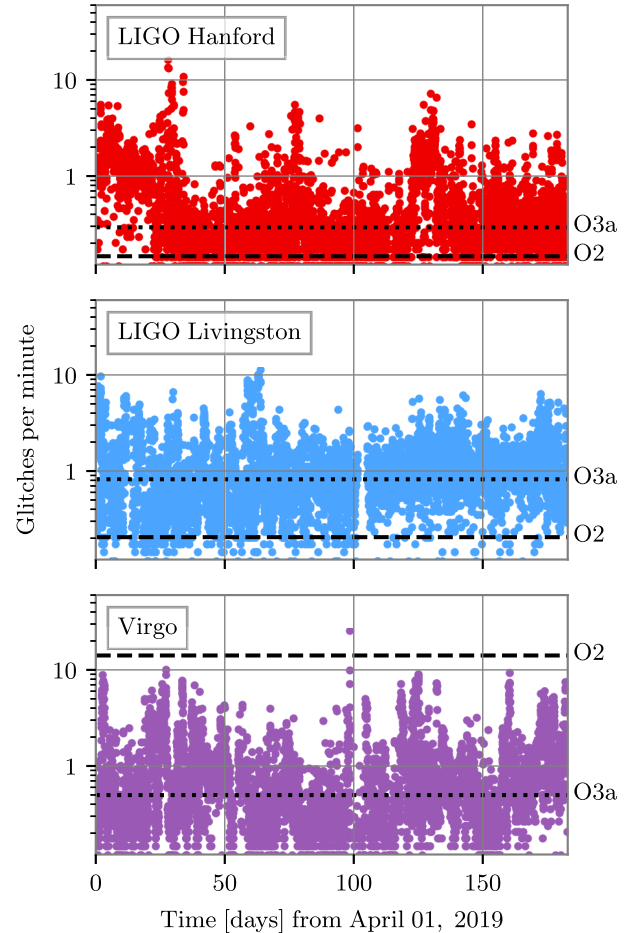 LIGO Hanford
10
1
O3a
O2
LIGO Livingston
10
1
O3a
O2
Glitches per minute
Virgo
O2
10
1
O3a
0 50 100 150
Time [days] from April 01, 2019